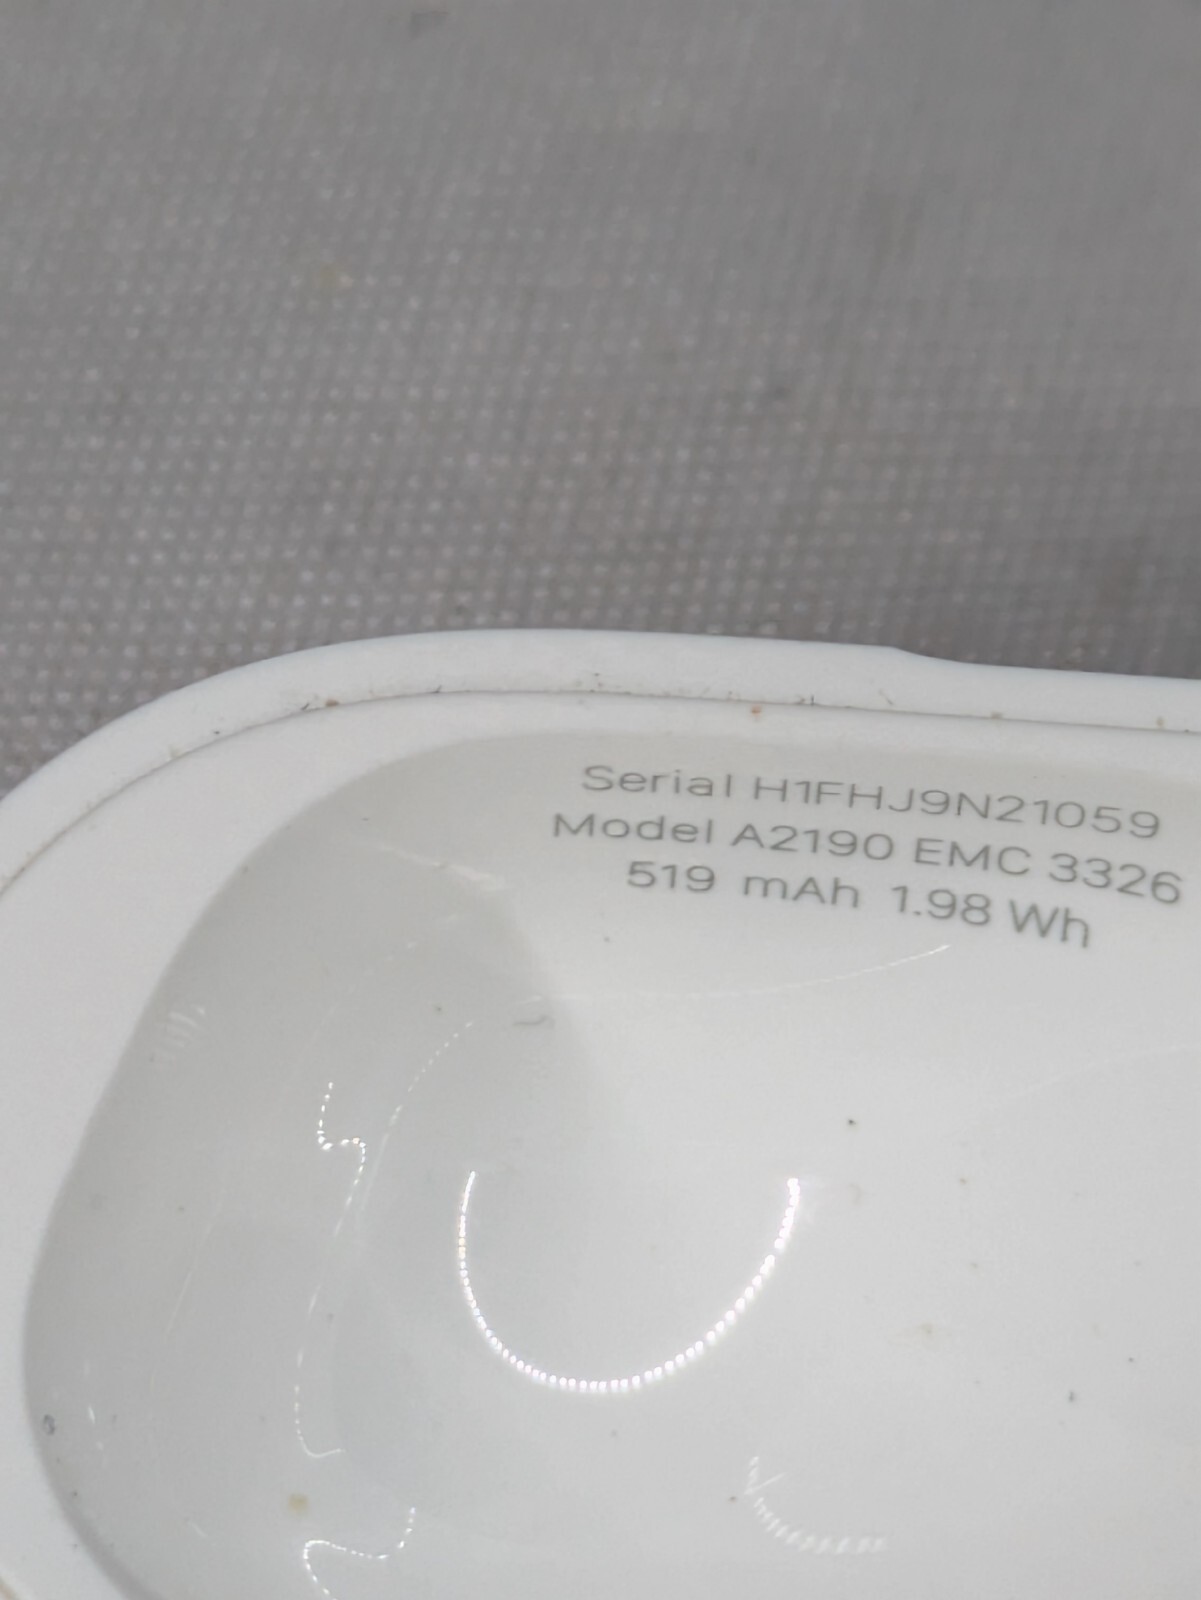 Serial H1FHJ9N21059
Model A2190 EMC 3326
519 mAh 1.98 Wh